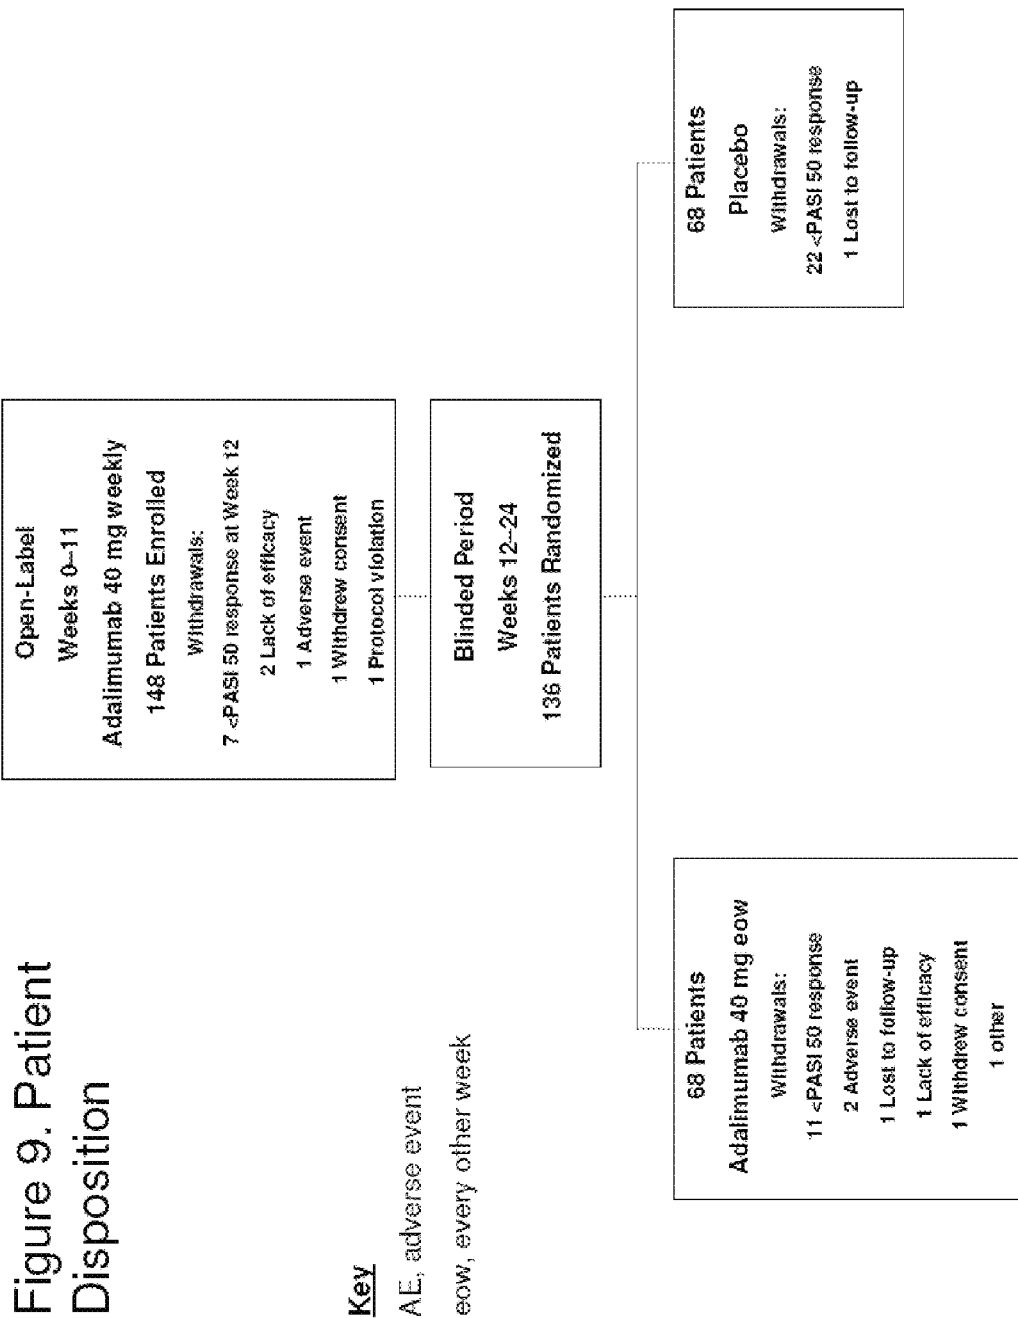 Figure 9. Patient
Disposition
Key
AE, adverse event
eow, every other week
Open-Label
Weeks 0–11
Adalimumab 40 mg weekly
148 Patients Enrolled
Withdrawals:
7 <PASI 50 response at Week 12
2 Lack of efficacy
1 Adverse event
1 Withdrew consent
1 Protocol violation
Blinded Period
Weeks 12–24
136 Patients Randomized
68 Patients
Adalimumab 40 mg eow
Withdrawals:
11 <PASI 50 response
2 Adverse event
1 Lost to follow-up
1 Lack of efficacy
1 Withdrew consent
1 other
68 Patients
Placebo
Withdrawals:
22 <PASI 50 response
1 Lost to follow-up